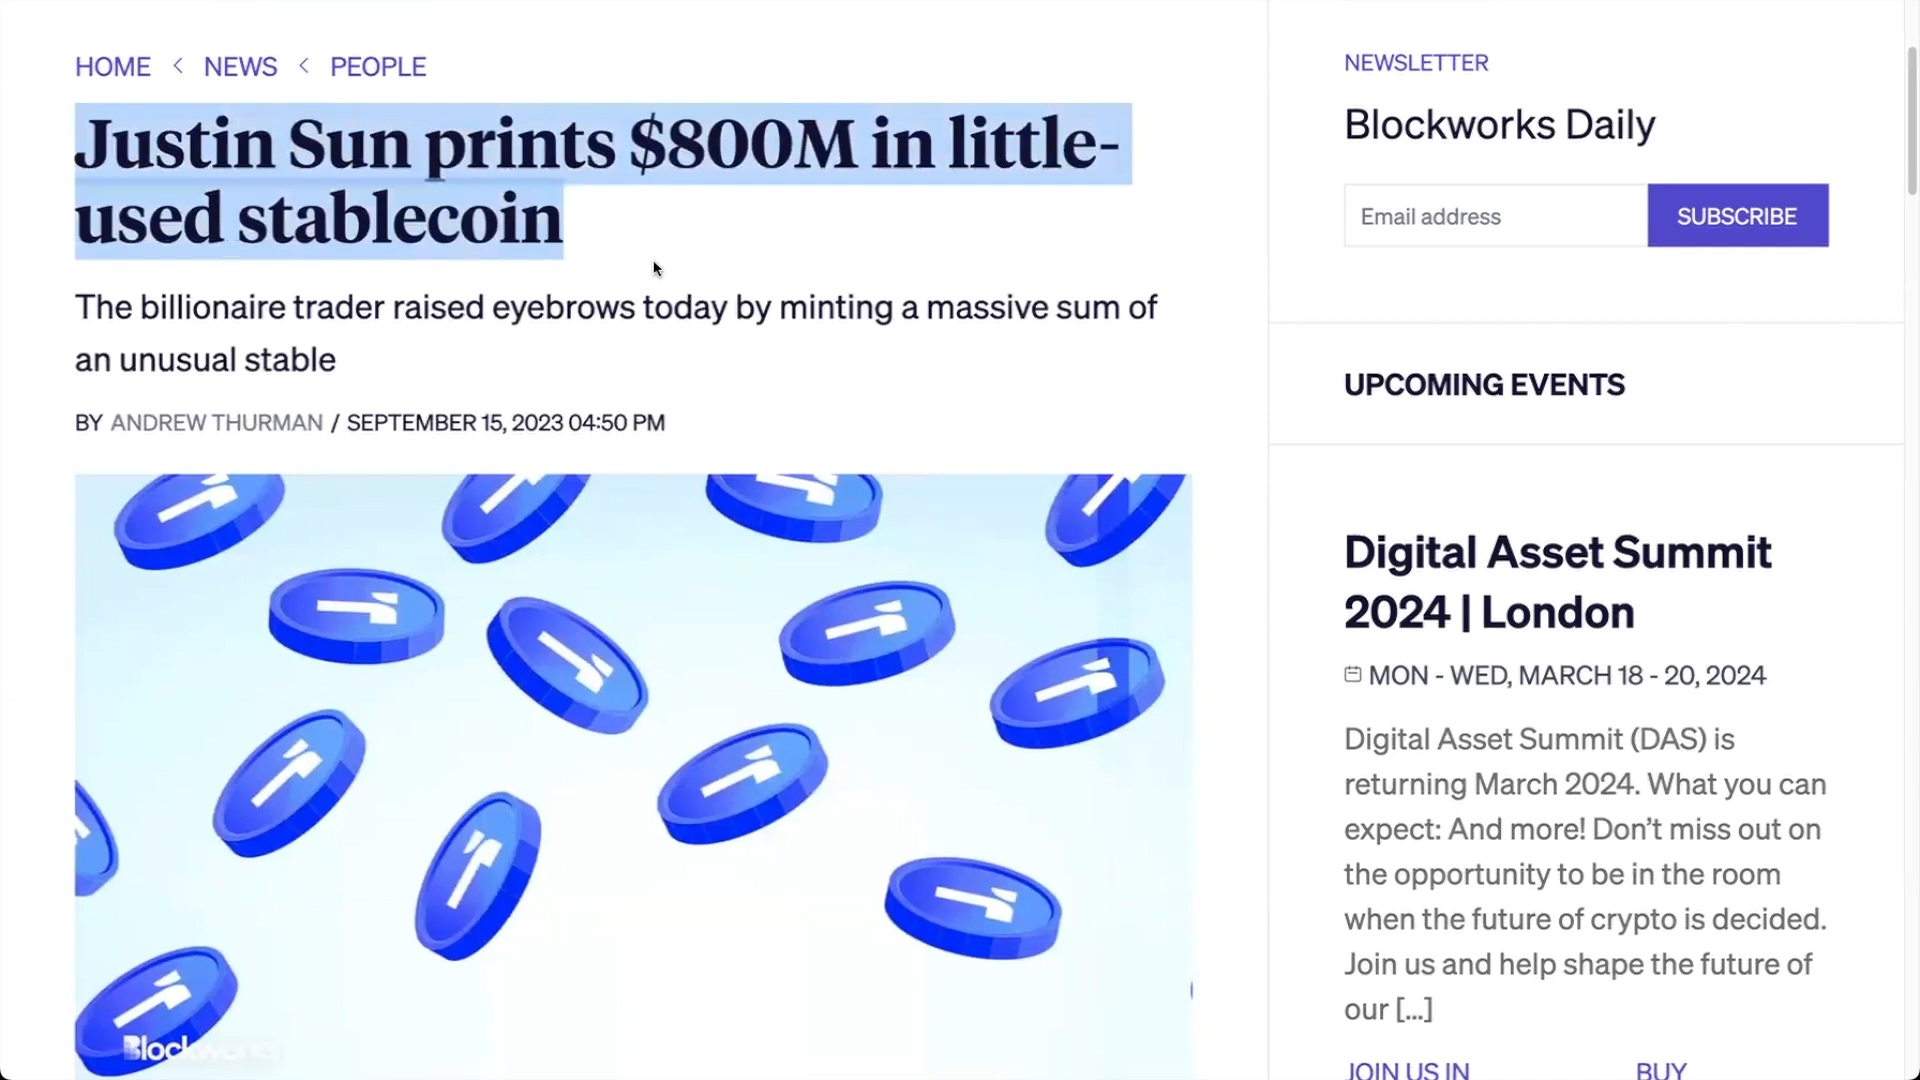 HOME < NEWS < PEOPLE
Justin Sun prints $800M in little-
used stablecoin
The billionaire trader raised eyebrows today by minting a massive sum of
an unusual stable
BY ANDREW THURMAN / SEPTEMBER 15, 2023 04:50 PM
NEWSLETTER
Blockworks Daily
Email address
SUBSCRIBE
UPCOMING EVENTS
Digital Asset Summit
2024 | London
MON - WED, MARCH 18 - 20, 2024
Digital Asset Summit (DAS) is
returning March 2024. What you can
expect: And more! Don’t miss out on
the opportunity to be in the room
when the future of crypto is decided.
Join us and help shape the future of
our [...]
JOIN US IN
BUY